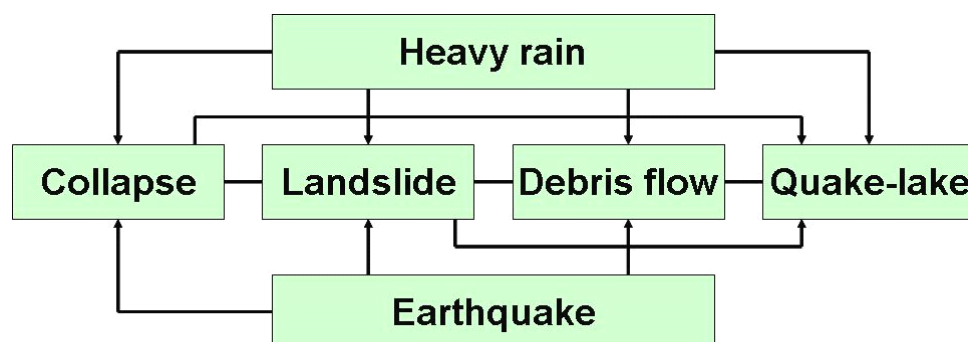 Heavy rain
Collapse
Landslide
Debris flow
Quake-lake
Earthquake